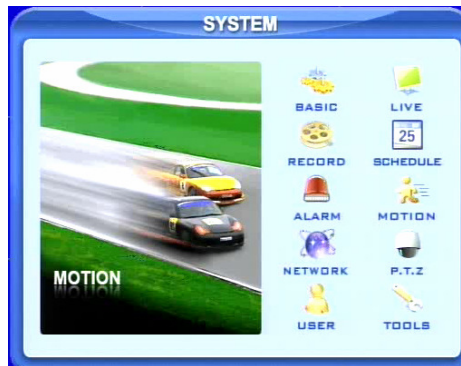 SYSTEM
BASIC LIVE
25
RECORD SCHEDULE
ALARM MOTION
MOTION
NETWORK P.T.Z
USER TOOLS